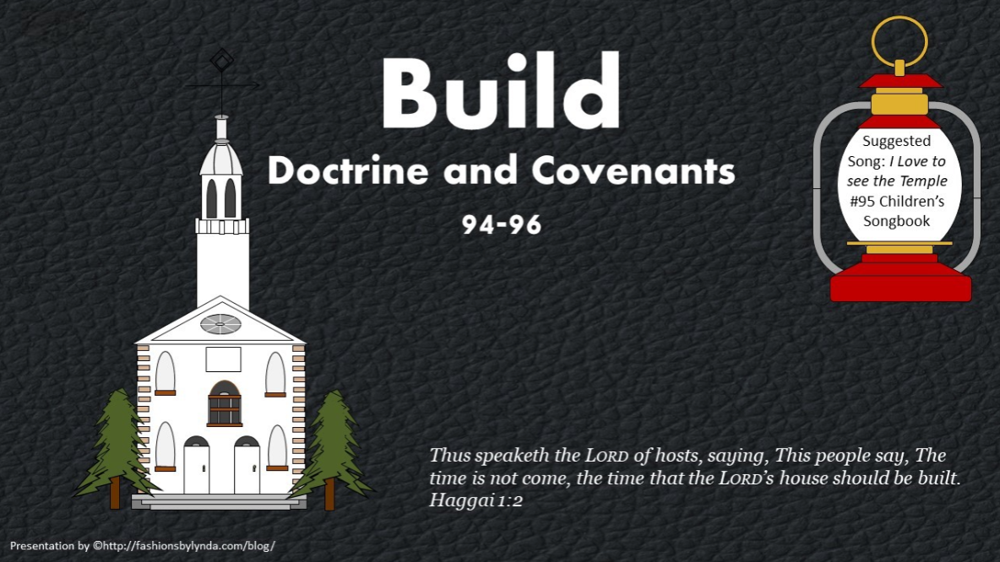 Build
Doctrine and Covenants
94-96
Suggested
Song: I Love to
see the Temple
#95 Children’s
Songbook
Thus speaketh the LORD of hosts, saying, This people say, The
time is not come, the time that the LORD’s house should be built.
Haggai 1:2
Presentation by ©http://fashionsbylynda.com/blog/